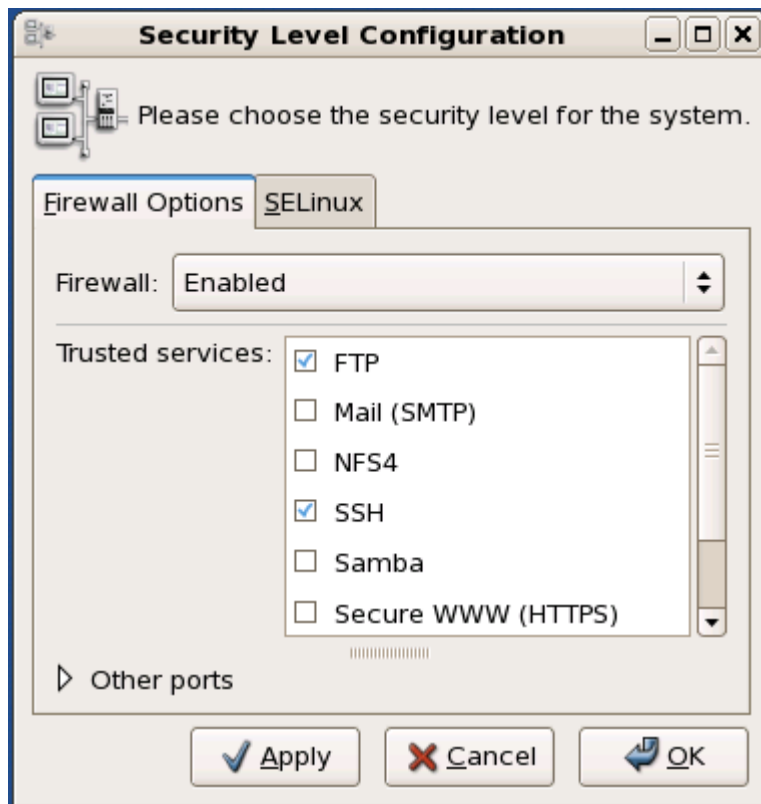 Security Level Configuration
Please choose the security level for the system.
Firewall Options SELinux
Firewall: Enabled
Trusted services: FTP
Mail (SMTP)
NFS4
SSH
Samba
Secure WWW (HTTPS)
Other ports
Apply Cancel OK